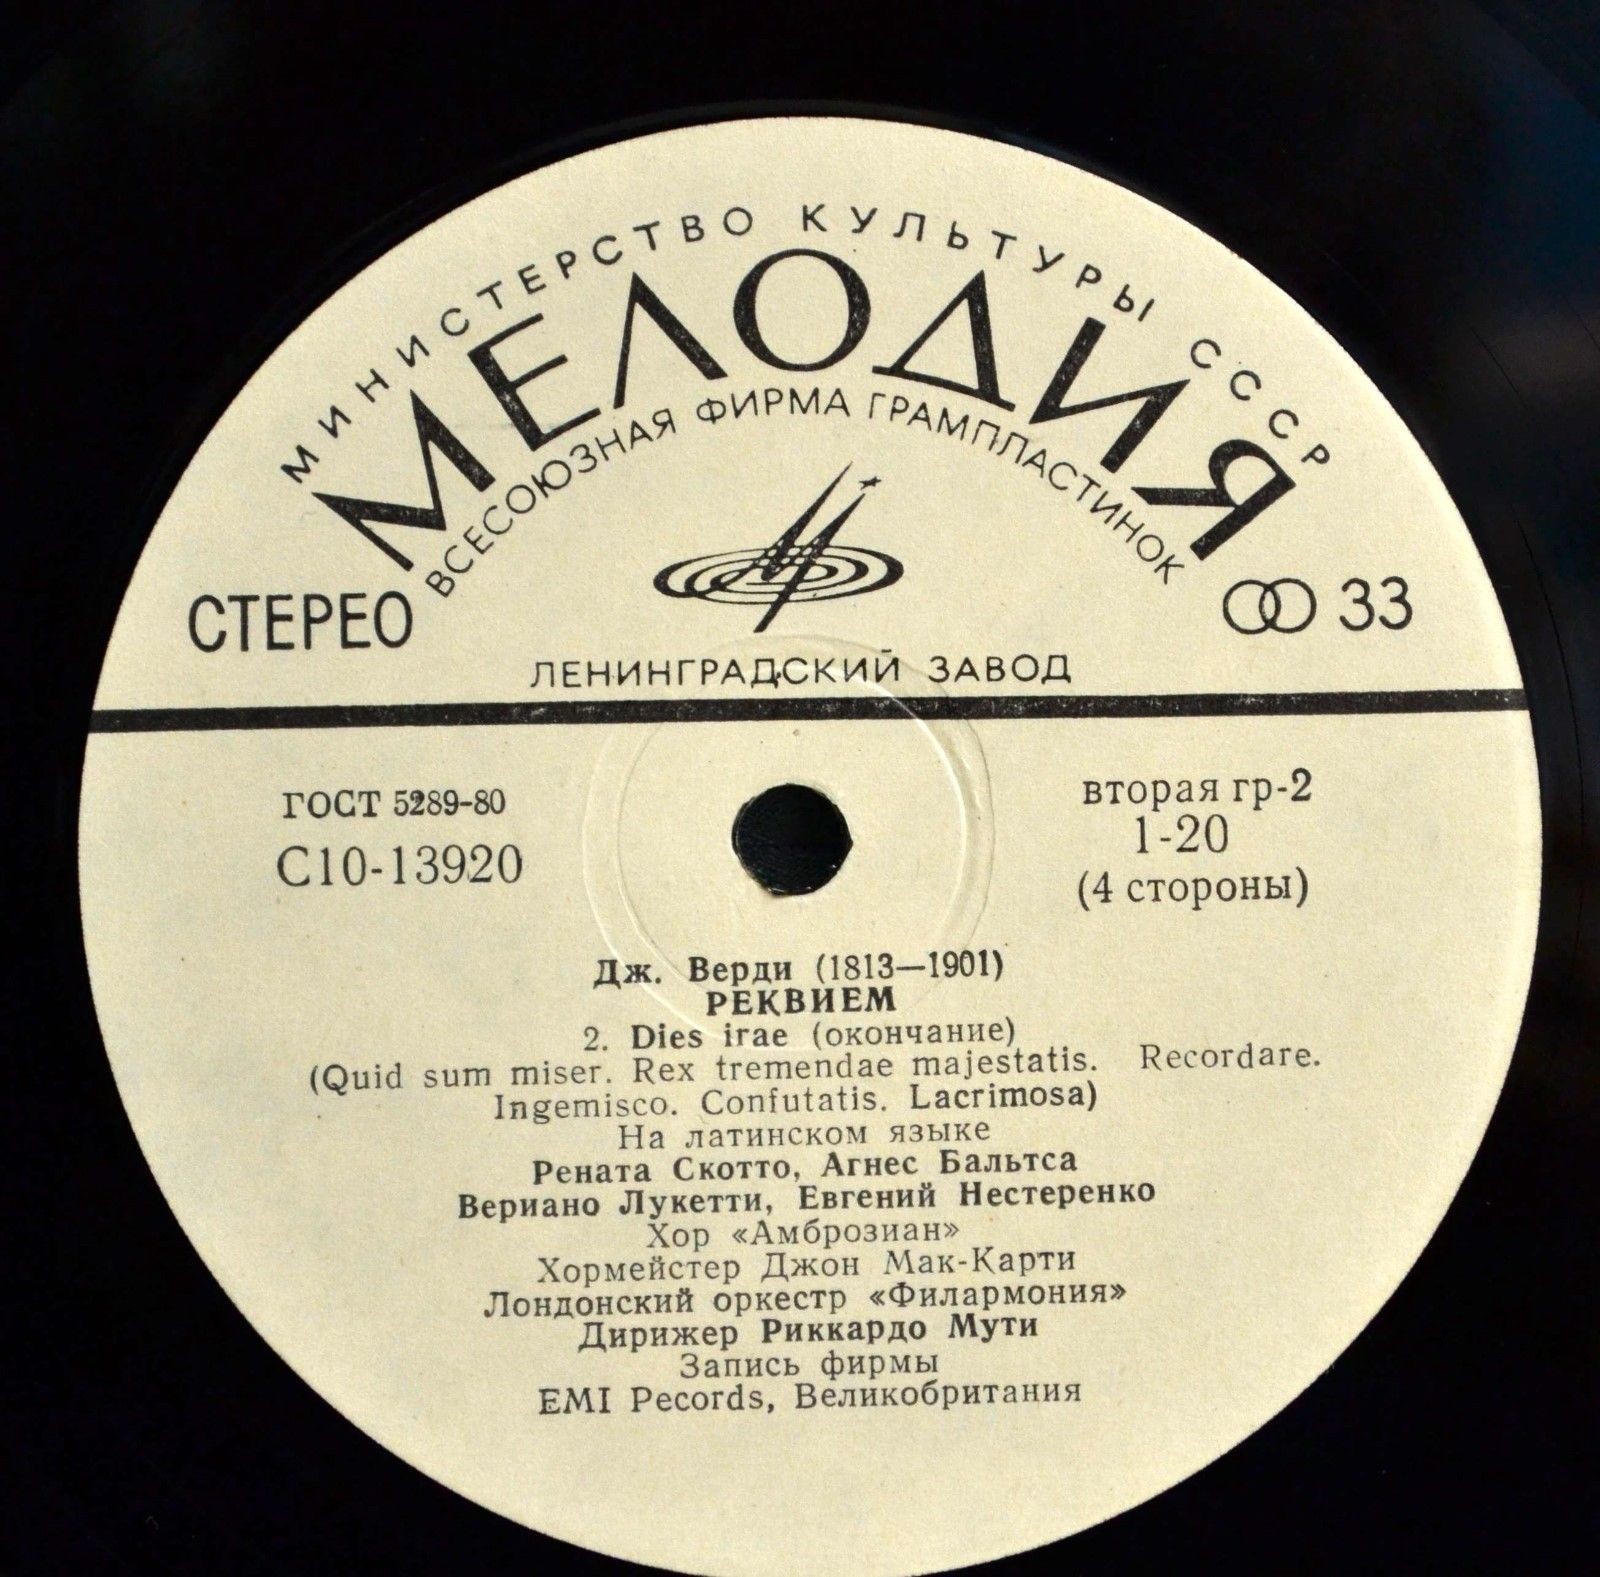 МИНИСТЕРСТВО КУЛЬТУРЫ СССР
МЕЛОДИЯ
ВСЕСОЮЗНАЯ ФИРМА ГРАМПЛАСТИНОК
СТЕРЕО
33
ЛЕНИНГРАДСКИЙ ЗАВОД
ГОСТ 5289-80
С10-13920
вторая гр-2
1-20
(4 стороны)
Дж. Верди (1813—1901)
РЕКВИЕМ
2. Dies irae (окончание)
(Quid sum miser. Rex tremendae majestatis. Recordare.
Ingemisco. Confutatis. Lacrimosa)
На латинском языке
Рената Скотто, Агнес Бальтса
Вериано Лукетти, Евгений Нестеренко
Хор «Амброзиан»
Хормейстер Джон Мак-Карти
Лондонский оркестр «Филармония»
Дирижер Риккардо Мути
Запись фирмы
EMI Pecords, Великобритания